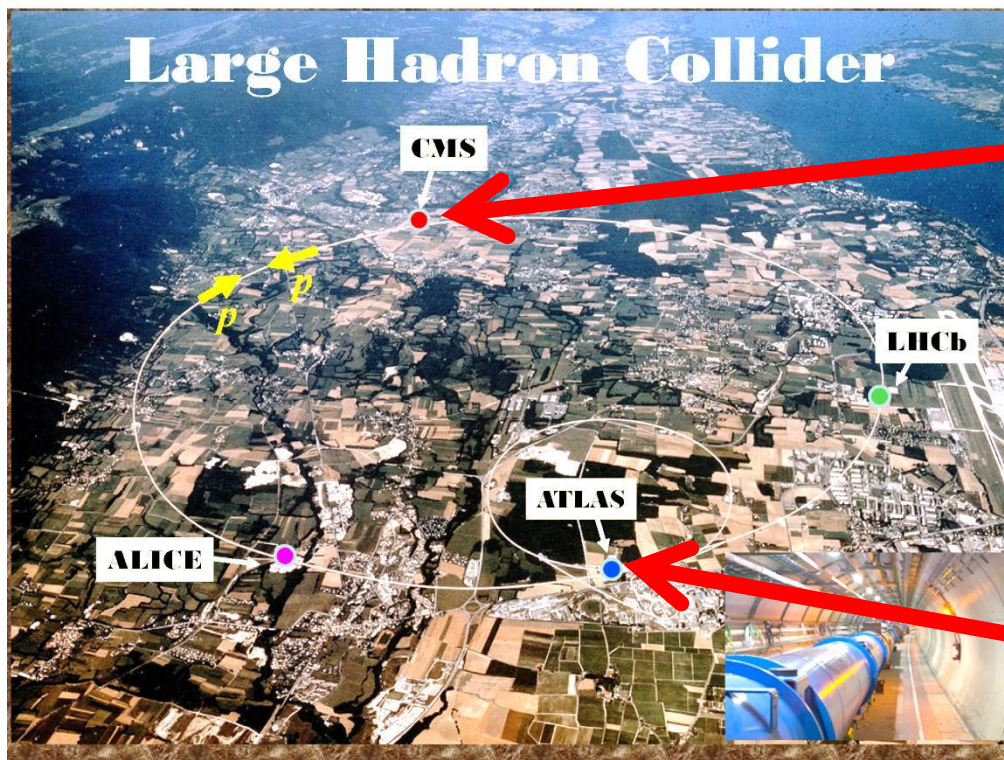 Large Hadron Collider
CMS
p
p
LHCb
ATLAS
ALICE